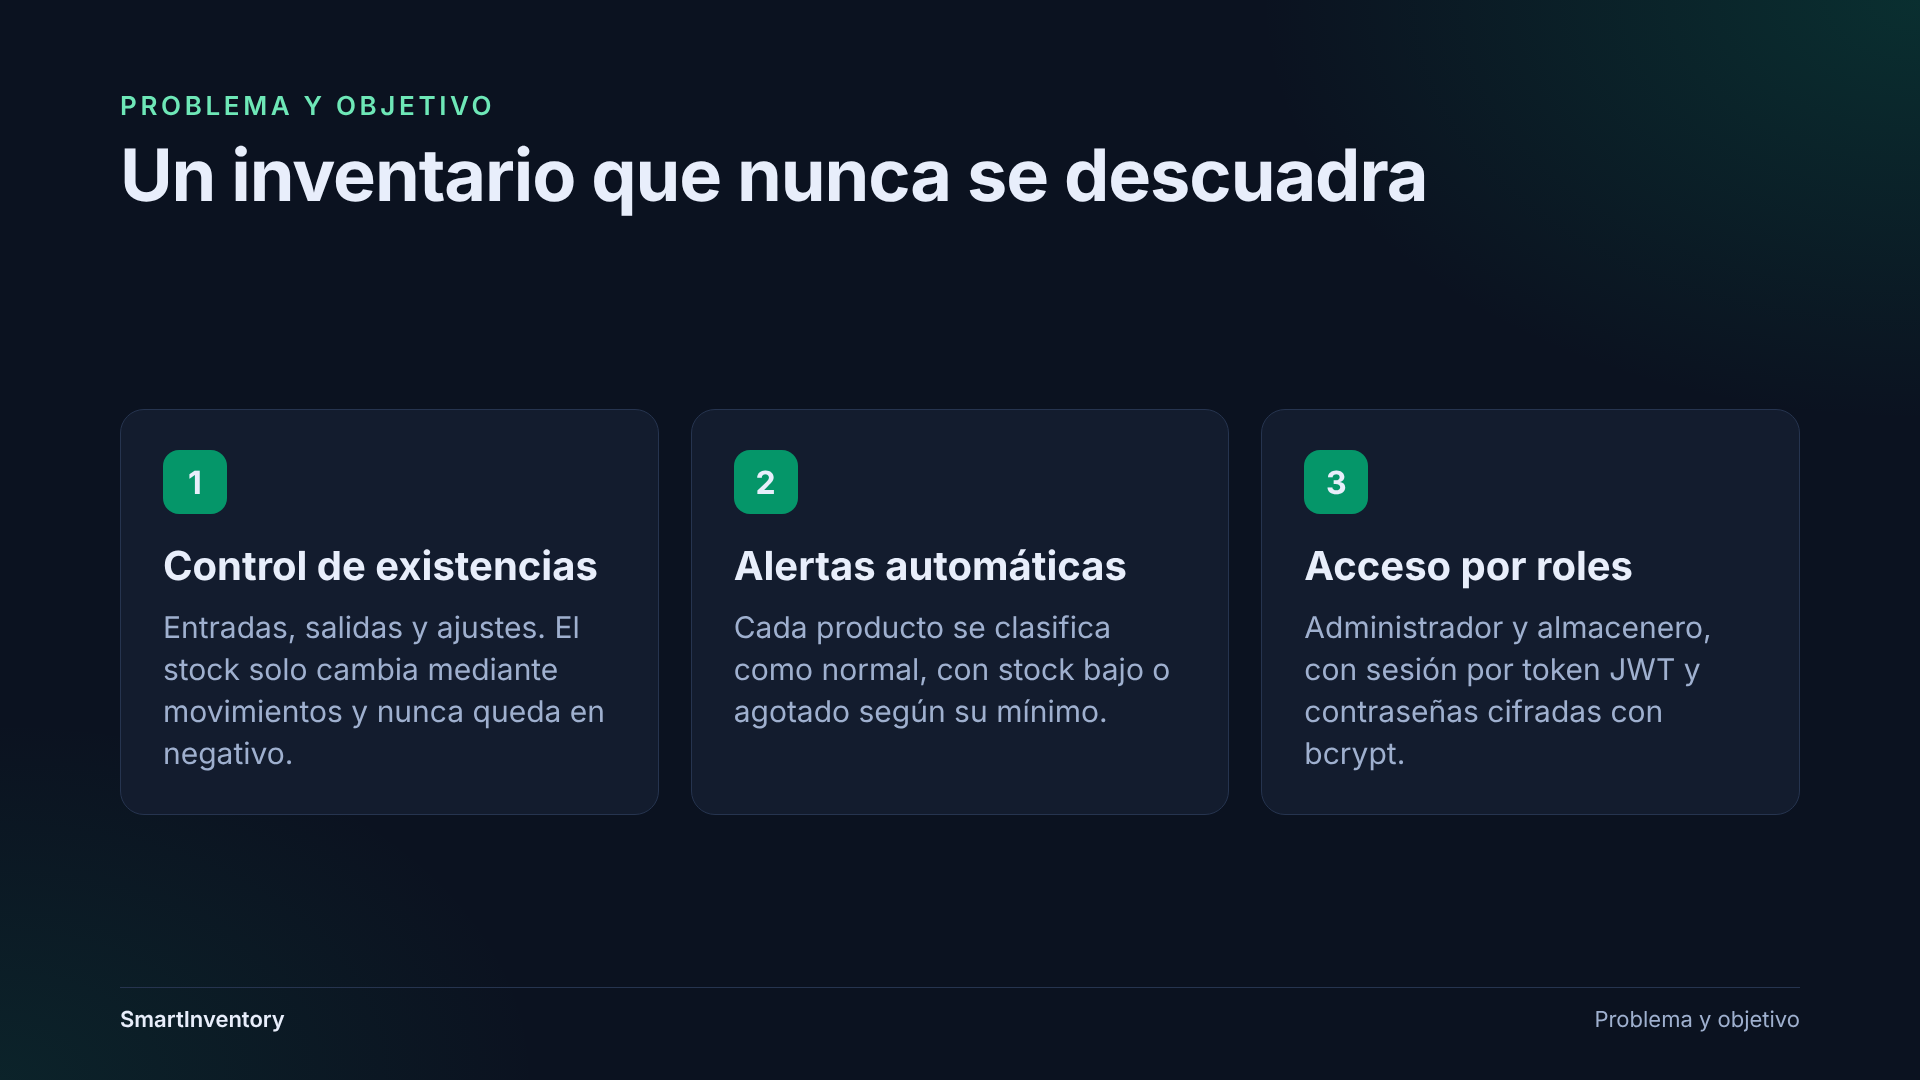 PROBLEMA Y OBJETIVO
Un inventario que nunca se descuadra
1
Control de existencias
Entradas, salidas y ajustes. El
stock solo cambia mediante
movimientos y nunca queda en
negativo.
2
Alertas automáticas
Cada producto se clasifica
como normal, con stock bajo o
agotado según su mínimo.
3
Acceso por roles
Administrador y almacenero,
con sesión por token JWT y
contraseñas cifradas con
bcrypt.
SmartInventory
Problema y objetivo